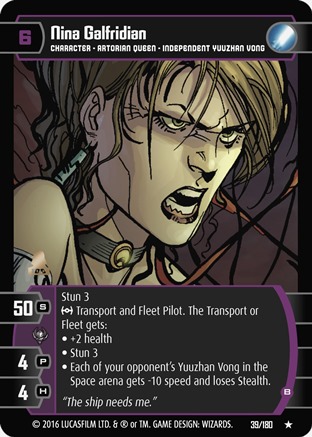 6
Nina Galfridian
CHARACTER - ARTORIAN QUEEN - INDEPENDENT YUUZHAN VONG
50 S
4 P
4 H
Stun 3
Transport and Fleet Pilot. The Transport or
Fleet gets:
• +2 health
• Stun 3
• Each of your opponent's Yuuzhan Vong in the
Space arena gets -10 speed and loses Stealth.
"The ship needs me."
B
© 2016 LUCASFILM LTD. & ® or TM. GAME DESIGN: WIZARDS.
39/180 ★